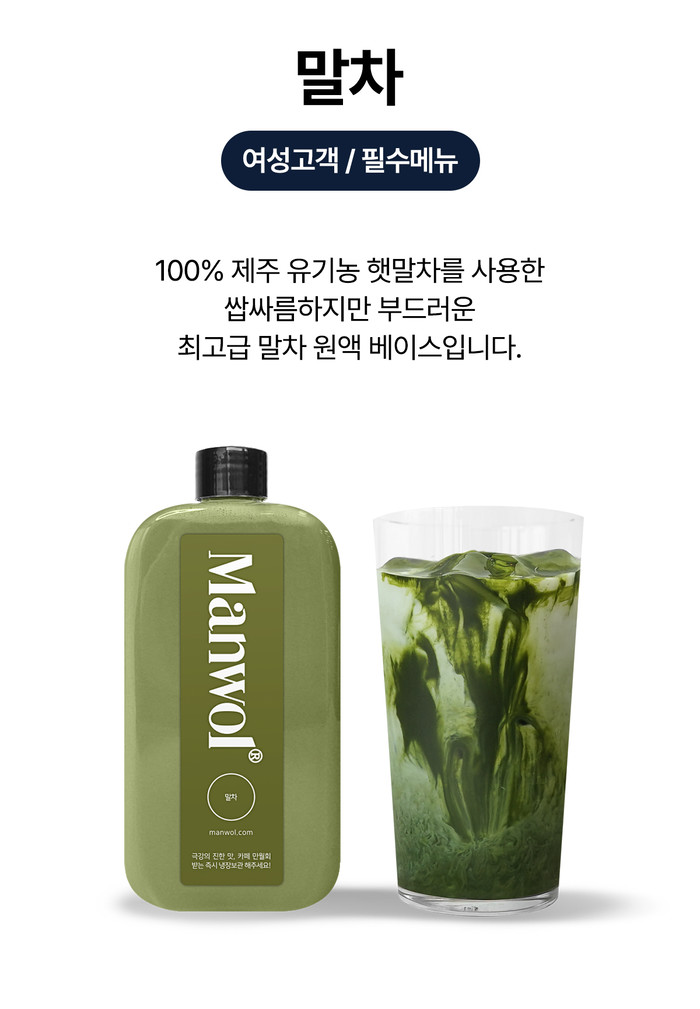 말차
여성고객 / 필수메뉴
100% 제주 유기농 햇말차를 사용한
쌉싸름하지만 부드러운
최고급 말차 원액 베이스입니다.
Manwol®
말차
manwol.com
극강의 진한 맛, 카페 만월회
받는 즉시 냉장보관 해주세요!